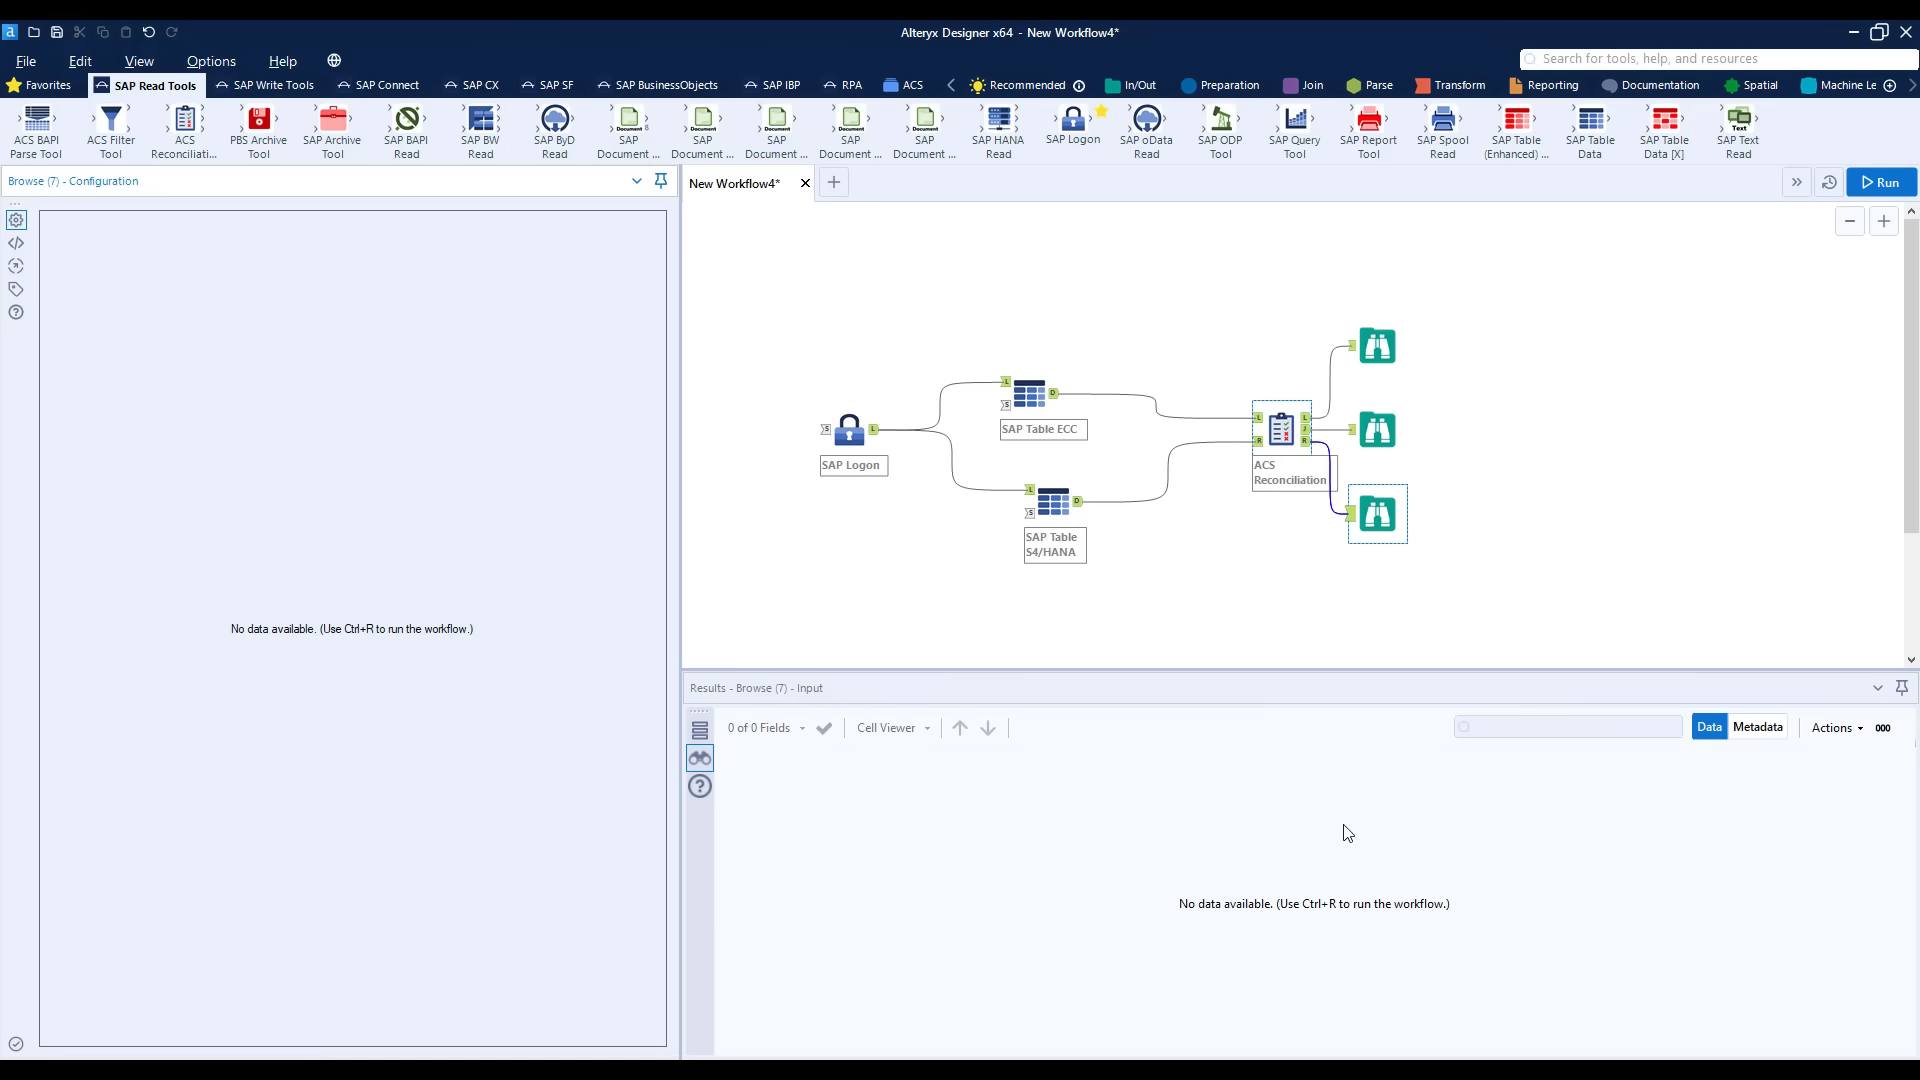 a
Alteryx Designer x64 - New Workflow4*
File Edit View Options Help
Search for tools, help, and resources
Favorites SAP Read Tools SAP Write Tools SAP Connect SAP CX SAP SF SAP BusinessObjects SAP IBP RPA ACS Recommended In/Out Preparation Join Parse Transform Reporting Documentation Spatial Machine Le
ACS BAPI Parse Tool
ACS Filter Tool
ACS Reconciliati...
PBS Archive Tool
SAP Archive Tool
SAP BAPI Read
SAP BW Read
SAP ByD Read
SAP Document ...
SAP Document ...
SAP Document ...
SAP Document ...
SAP Document ...
SAP HANA Read
SAP Logon
SAP oData Read
SAP ODP Tool
SAP Query Tool
SAP Report Tool
SAP Spool Read
SAP Table (Enhanced) ...
SAP Table Data
SAP Table Data [X]
SAP Text Read
Browse (7) - Configuration
New Workflow4*
Run
No data available. (Use Ctrl+R to run the workflow.)
SAP Logon
SAP Table ECC
SAP Table
S4/HANA
ACS
Reconciliation
Results - Browse (7) - Input
0 of 0 Fields Cell Viewer Data Metadata Actions 000
No data available. (Use Ctrl+R to run the workflow.)